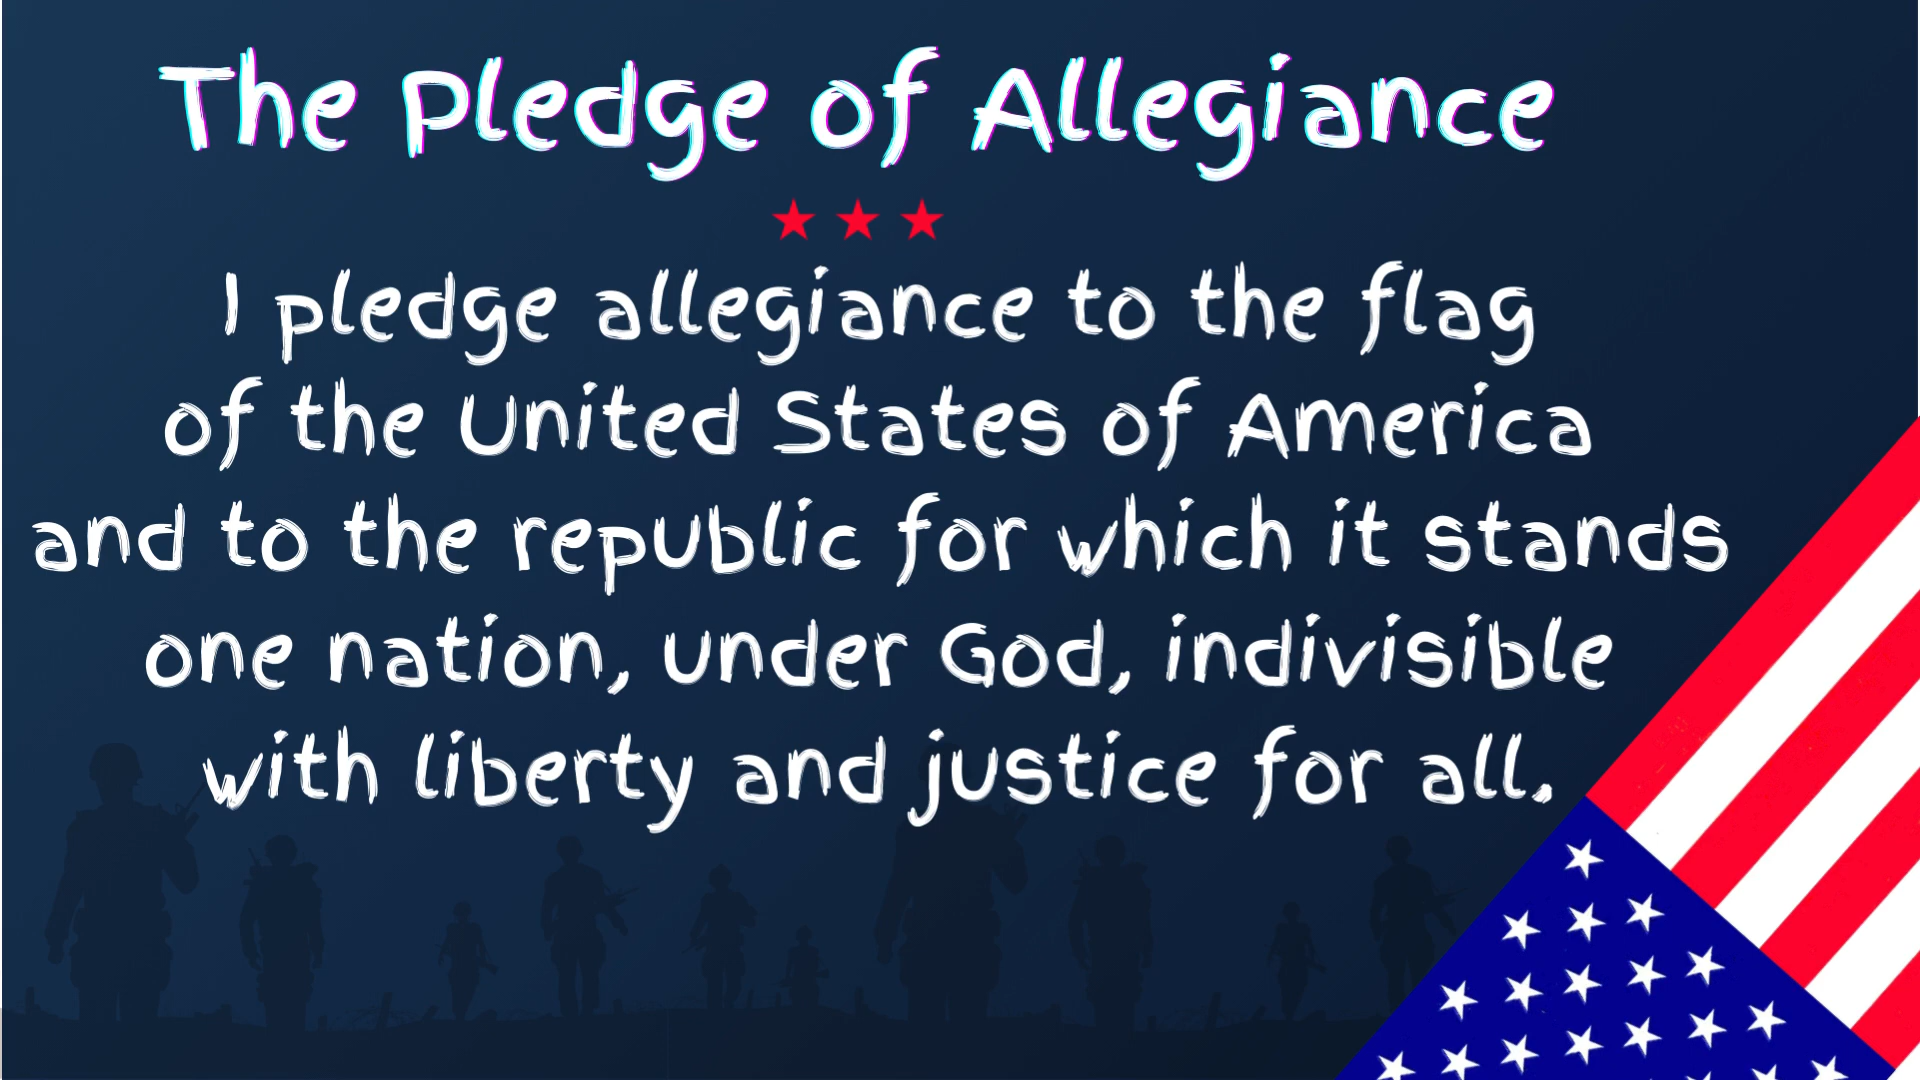 The Pledge of Allegiance
I pledge allegiance to the flag
of the United States of America
and to the republic for which it stands
one nation, under God, indivisible
with liberty and justice for all.